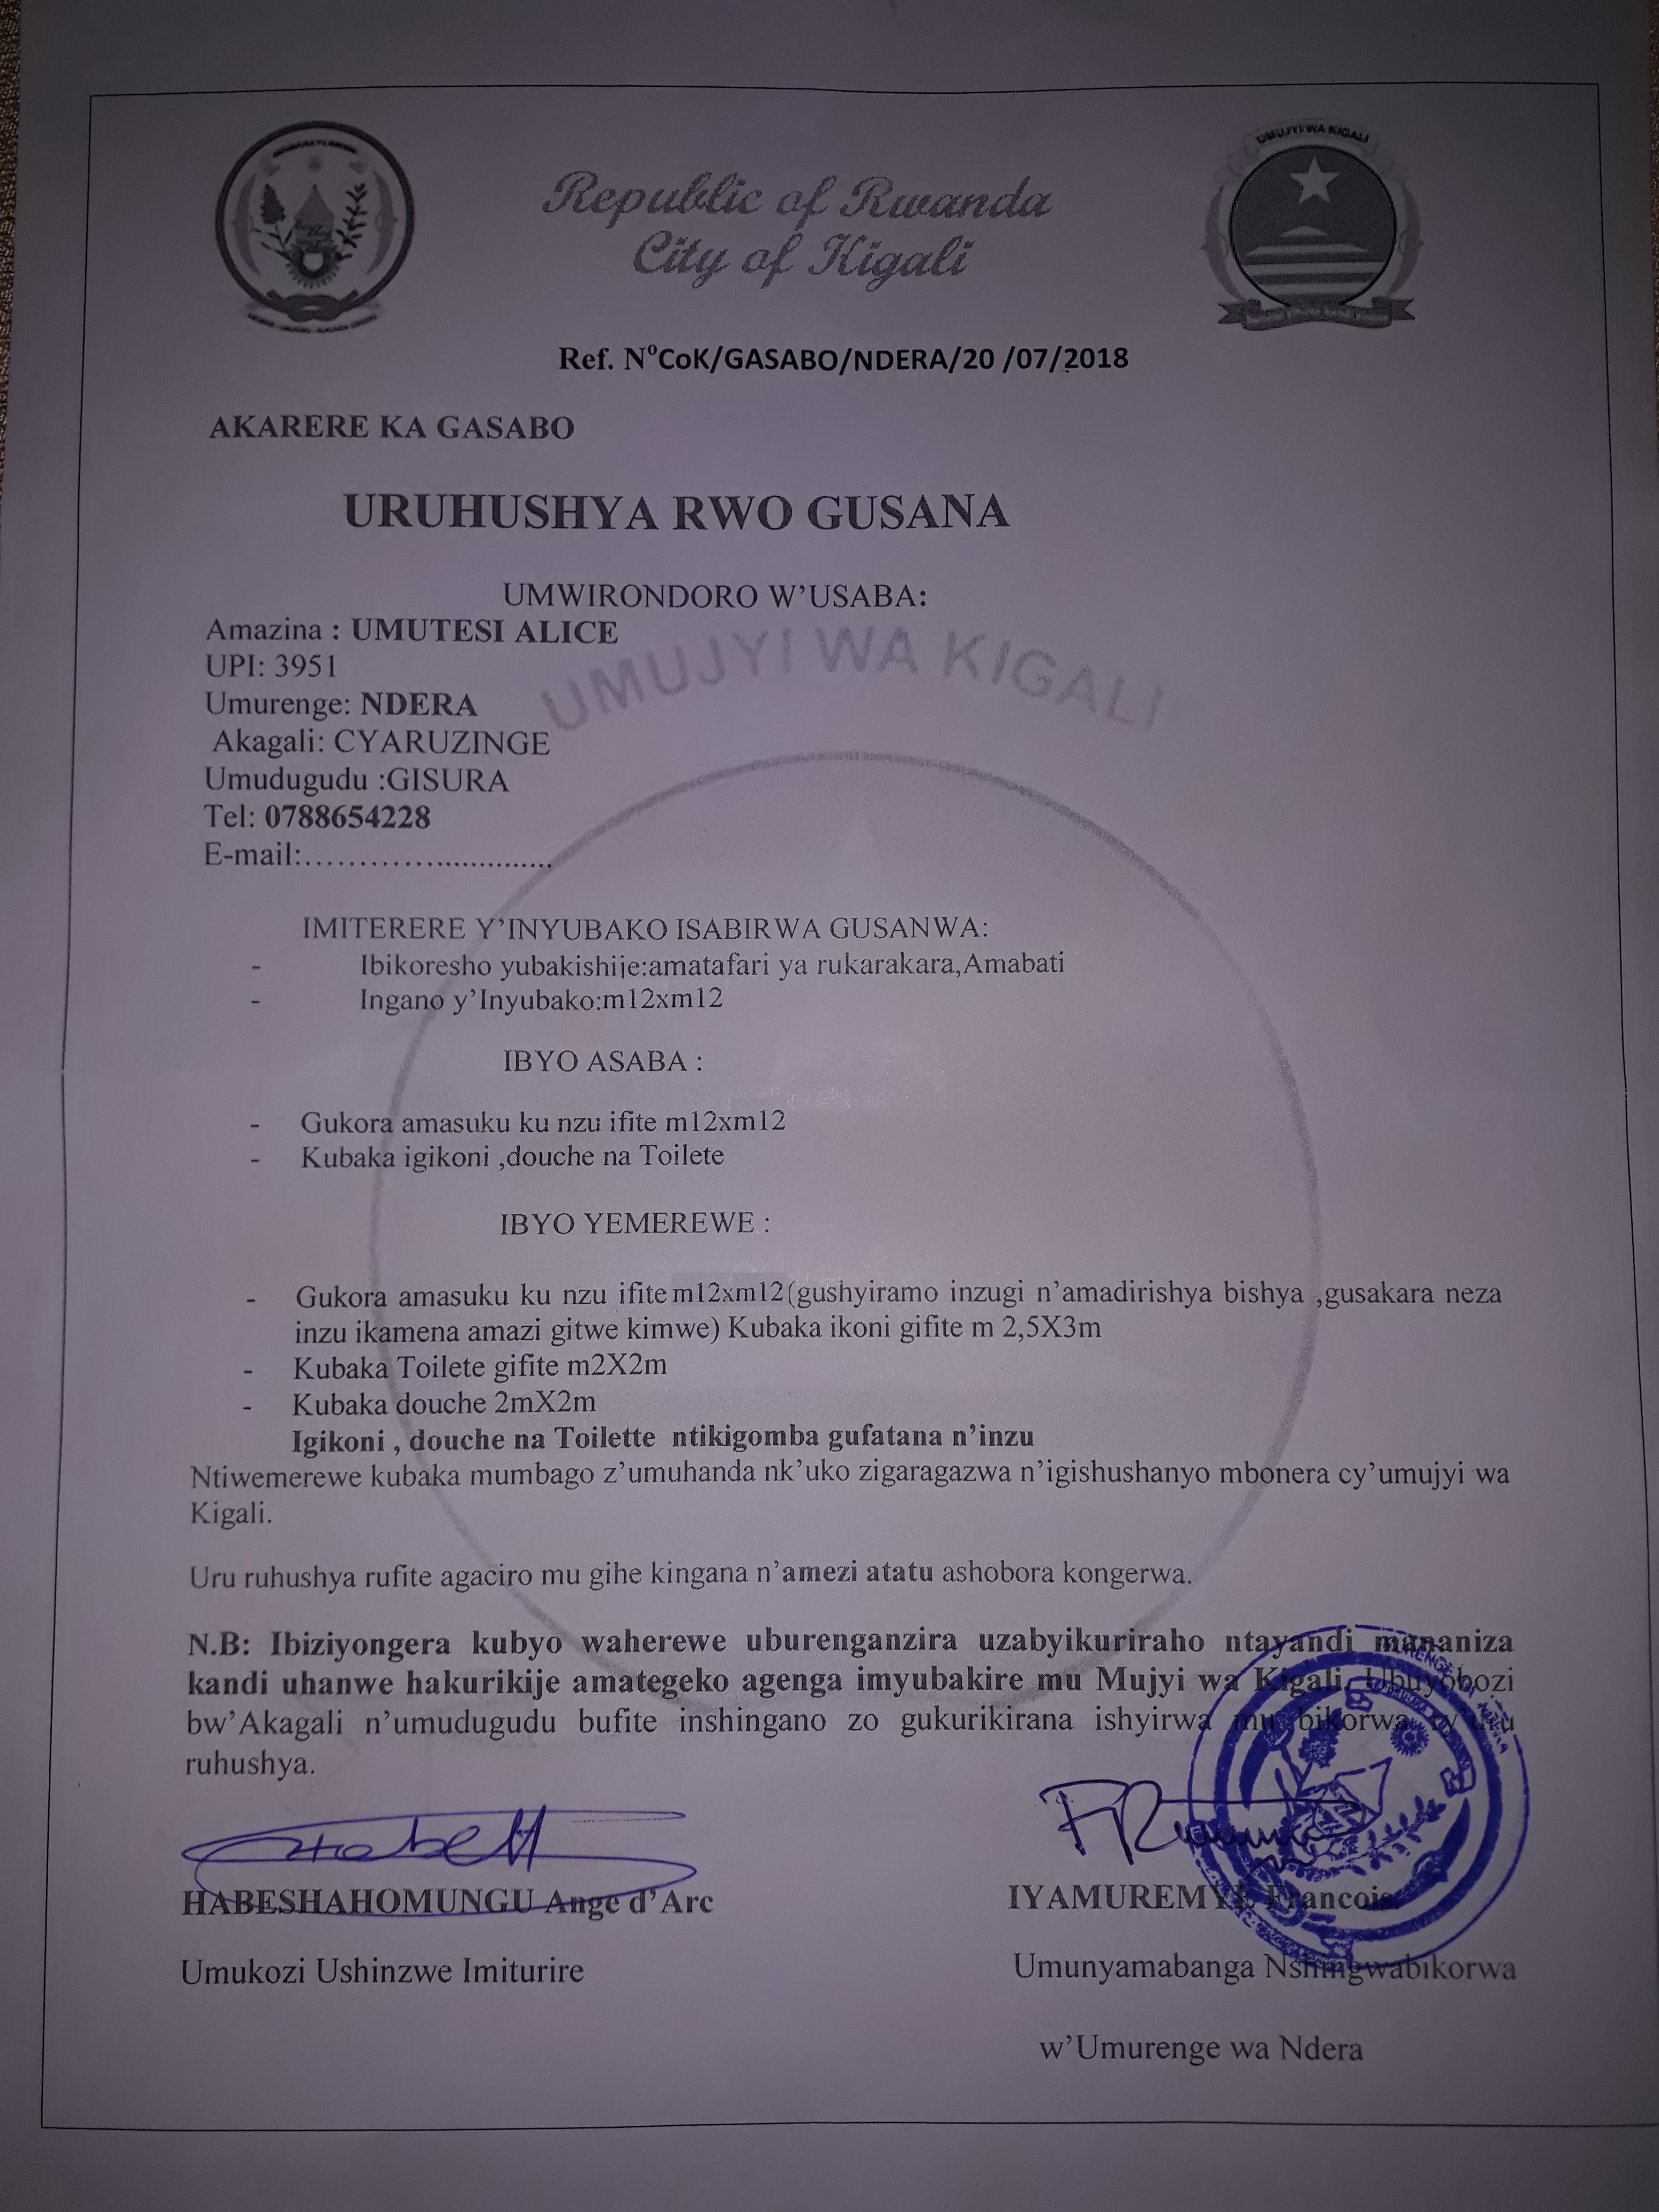 UMUJYI WA KIGALI
Republic of Rwanda
City of Kigali
Ref. NºCoK/GASABO/NDERA/20 /07/2018
AKARERE KA GASABO
URUHUSHYA RWO GUSANA
UMWIRONDORO W'USABA:
Amazina : UMUTESI ALICE
UPI: 3951
Umurenge: NDERA
Akagali: CYARUZINGE
Umudugudu :GISURA
Tel: 0788654228
E-mail:............................
UMUJYI WA KIGALI
IMITERERE Y'INYUBAKO ISABIRWA GUSANWA:
- Ibikoresho yubakishije:amatafari ya rukarakara,Amabati
- Ingano y'Inyubako:m12xm12
IBYO ASABA :
- Gukora amasuku ku nzu ifite m12xm12
- Kubaka igikoni ,douche na Toilete
IBYO YEMEREWE :
- Gukora amasuku ku nzu ifite m12xm12(gushyiramo inzugi n'amadirishya bishya ,gusakara neza
inzu ikamena amazi gitwe kimwe) Kubaka ikoni gifite m 2,5X3m
- Kubaka Toilete gifite m2X2m
- Kubaka douche 2mX2m
Igikoni , douche na Toilette ntikigomba gufatana n'inzu
Ntiwemerewe kubaka mumbago z'umuhanda nk'uko zigaragazwa n'igishushanyo mbonera cy'umujyi wa
Kigali.
Uru ruhushya rufite agaciro mu gihe kingana n'amezi atatu ashobora kongerwa.
N.B: Ibiziyongera kubyo waherewe uburenganzira uzabyikuriraho ntayandi mananiza
kandi uhanwe hakurikije amategeko agenga imyubakire mu Mujyi wa Kigali. Ubuyobozi
bw'Akagali n'umudugudu bufite inshingano zo gukurikirana ishyirwa mu bikorwa ry'uru
ruhushya.
HABESHAHOMUNGU Ange d'Arc
IYAMUREMYE Francois
Umukozi Ushinzwe Imiturire
Umunyamabanga Nshingwabikorwa
w'Umurenge wa Ndera